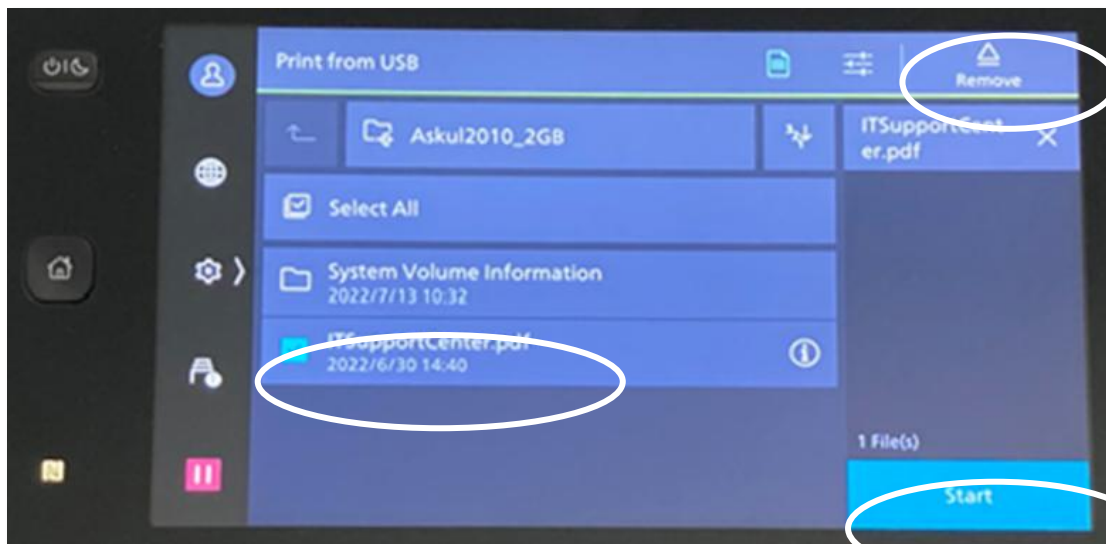 Print from USB
Remove
Askul2010_2GB
ITSupportCent
er.pdf
Select All
System Volume Information
2022/7/13 10:32
ITSupportCenter.pdf
2022/6/30 14:40
1 File(s)
Start